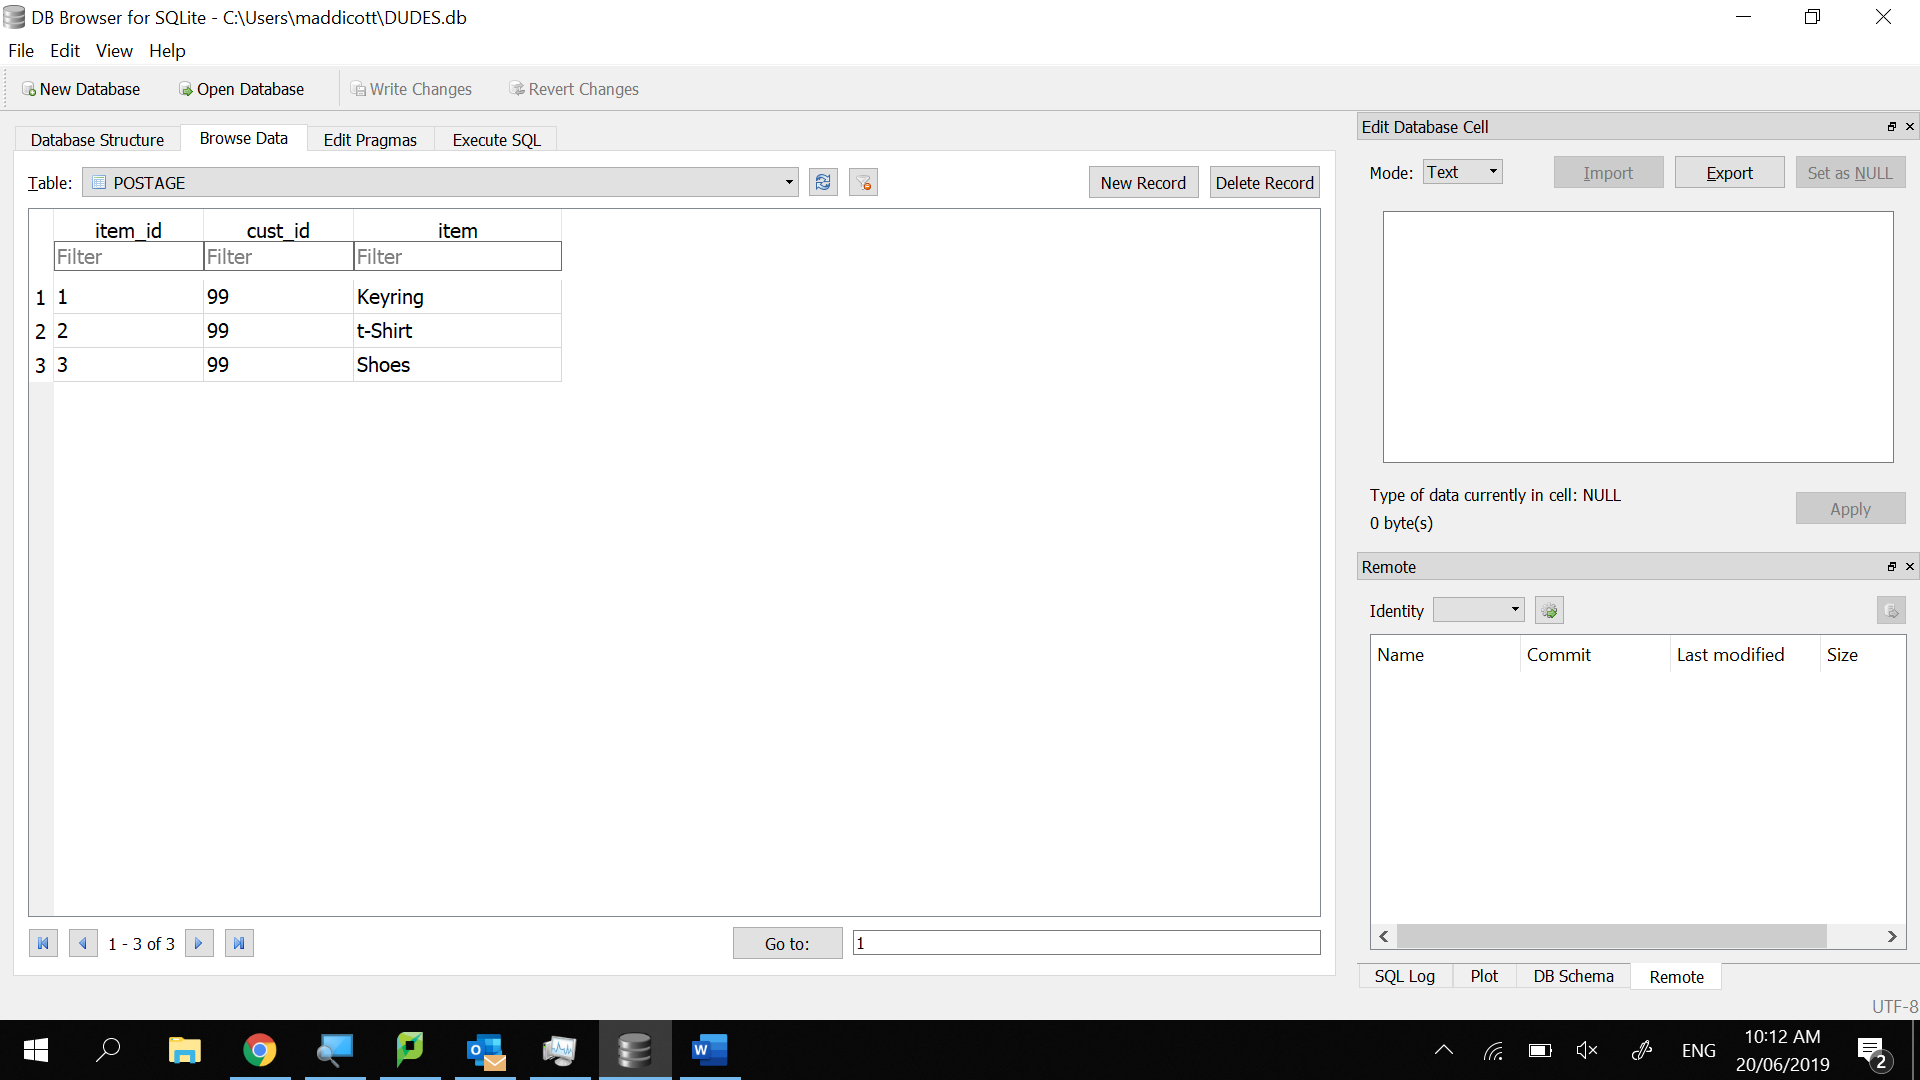 DB Browser for SQLite - C:\Users\maddicott\DUDES.db
File Edit View Help
New Database Open Database Write Changes Revert Changes
Database Structure Browse Data Edit Pragmas Execute SQL
Table: POSTAGE New Record Delete Record
item_id cust_id item
Filter Filter Filter
1 1 99 Keyring
2 2 99 t-Shirt
3 3 99 Shoes
1 - 3 of 3 Go to: 1
Edit Database Cell
Mode: Text Import Export Set as NULL
Type of data currently in cell: NULL
0 byte(s)
Apply
Remote
Identity
Name Commit Last modified Size
SQL Log Plot DB Schema Remote
UTF-8
ENG 10:12 AM
20/06/2019
2